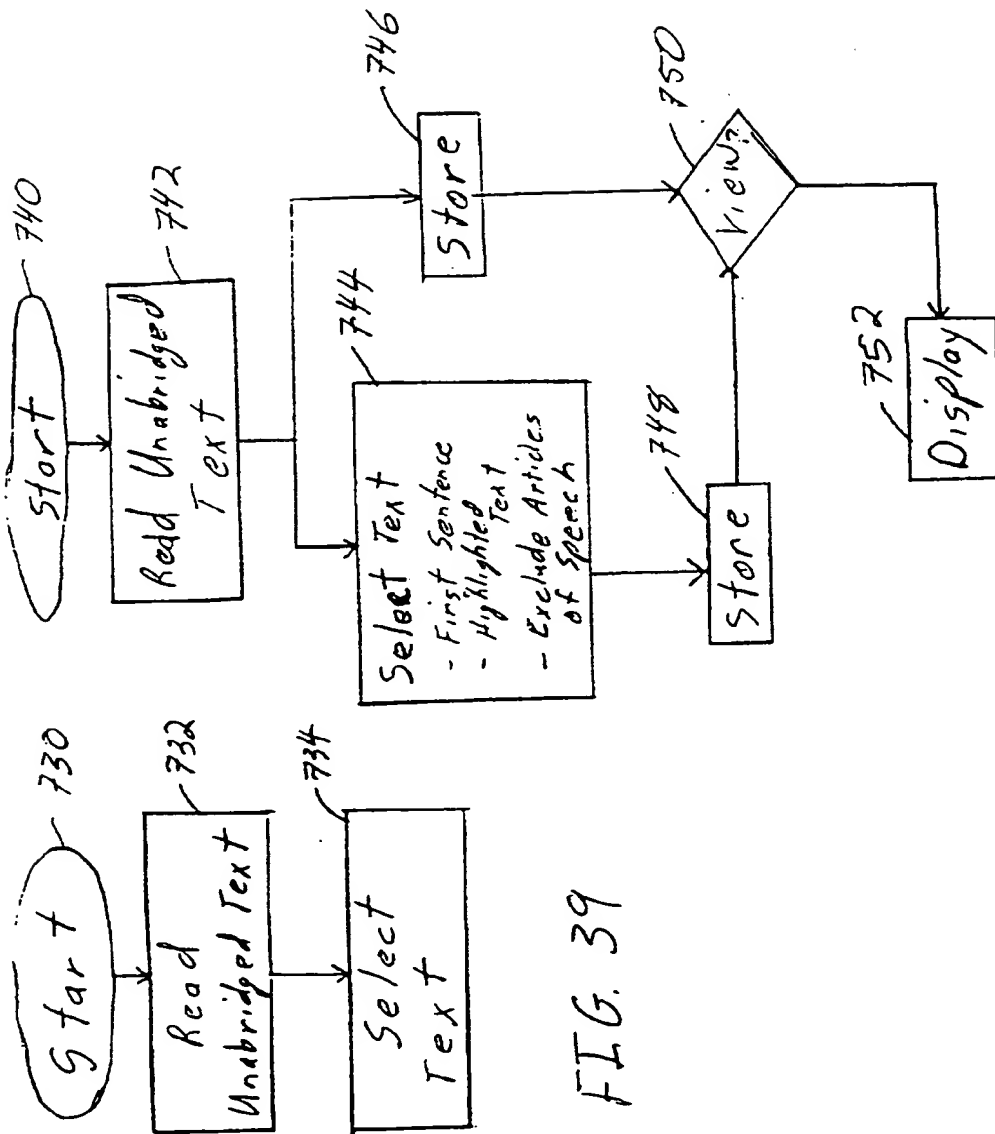 Start
730
Read
Unabridged Text
732
Select
Text
734
FIG. 39
Start
740
Read Unabridged
Text
742
Select Text
- First Sentence
- Highlighted
Text
- Exclude Articles
of Speech
744
Store
746
Store
748
View?
750
Display
752